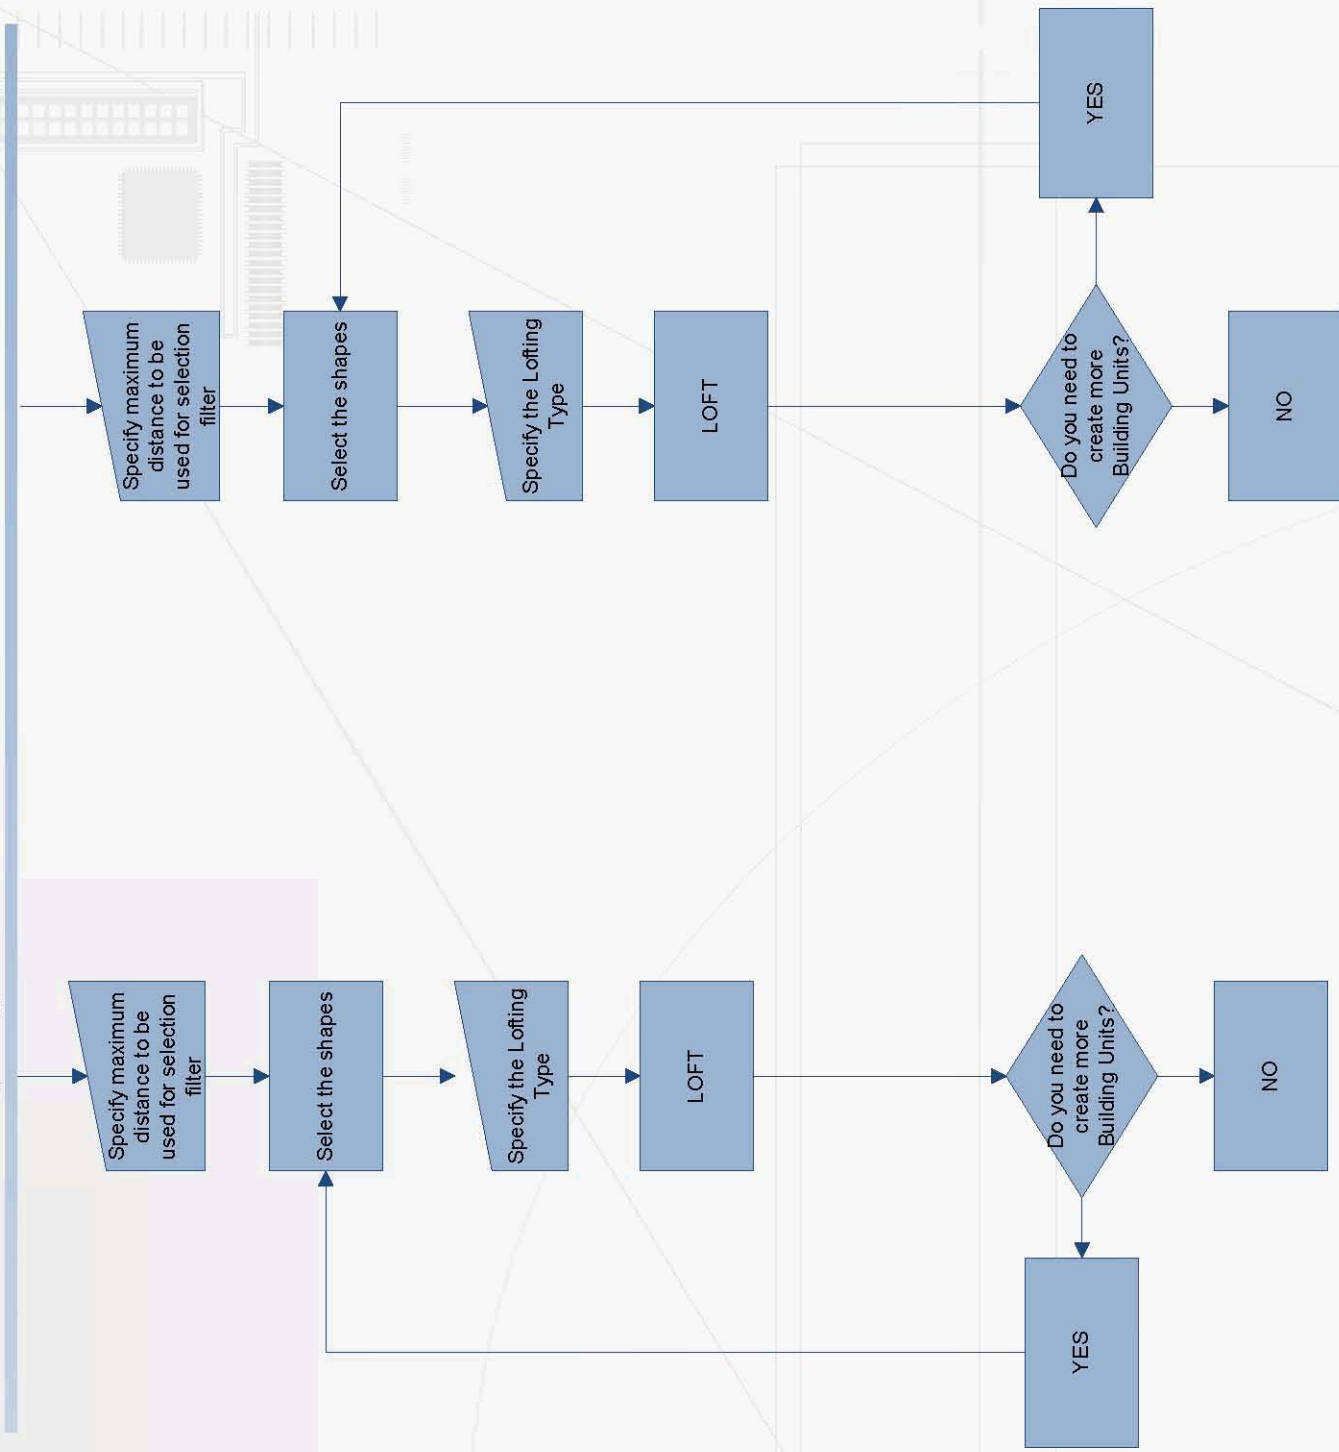 Specify maximum
distance to be
used for selection
filter
Select the shapes
Specify the Lofting
Type
LOFT
Do you need to
create more
Building Units?
YES
NO
Specify maximum
distance to be
used for selection
filter
Select the shapes
Specify the Lofting
Type
LOFT
Do you need to
create more
Building Units?
YES
NO